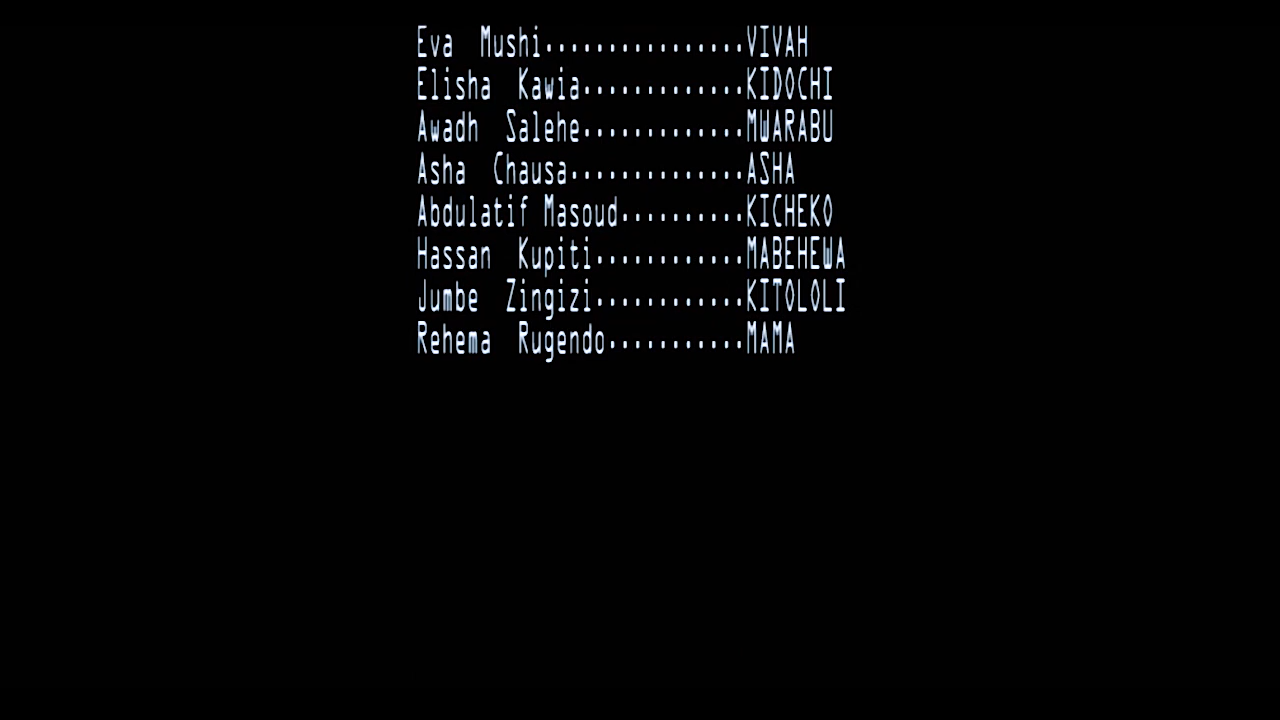 Eva Mushi................VIVAH
Elisha Kawia.............KIDOCHI
Awadh Salehe.............MWARABU
Asha Chausa..............ASHA
Abdulatif Masoud..........KICHEKO
Hassan Kupiti............MABEHEWA
Jumbe Zingizi............KITOLOLI
Rehema Rugendo...........MAMA